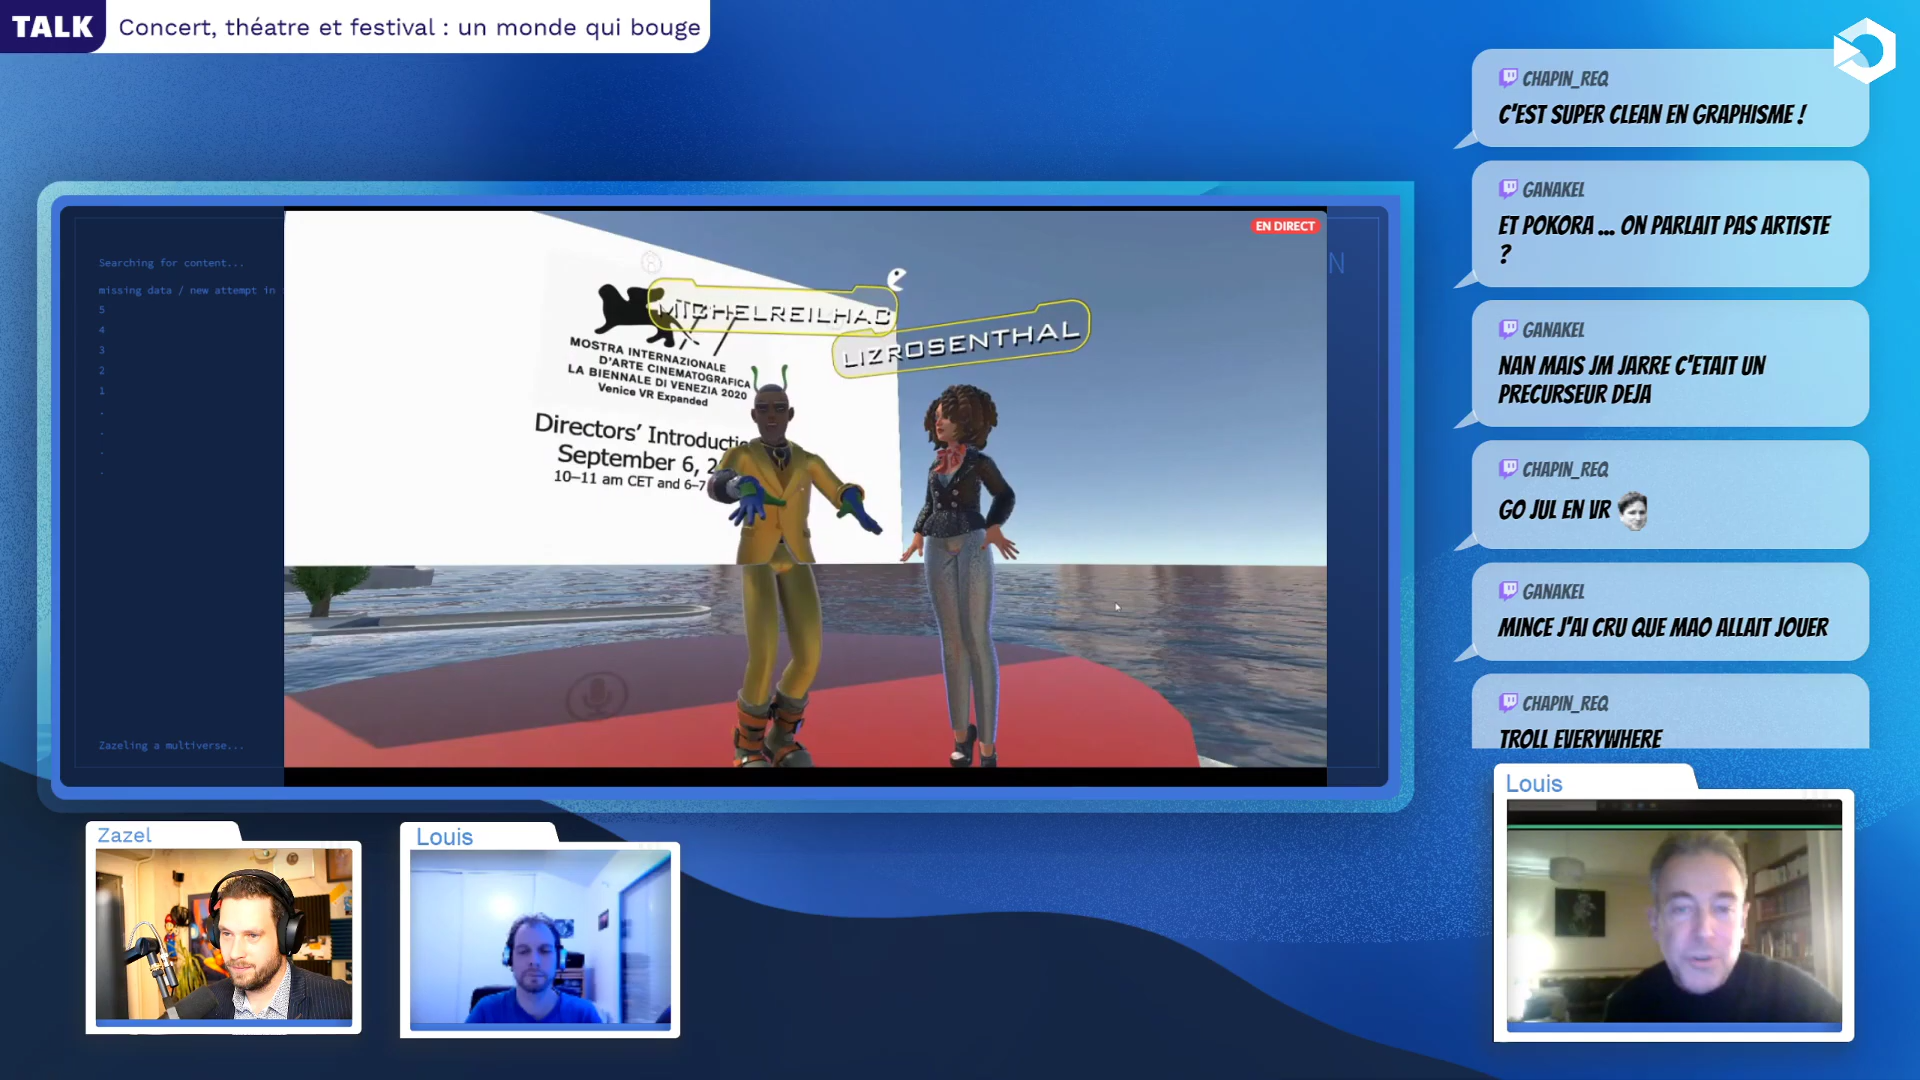 TALK
Concert, théatre et festival : un monde qui bouge
CHAPIN_REQ
C'EST SUPER CLEAN EN GRAPHISME !
GANAKEL
ET POKORA ... ON PARLAIT PAS ARTISTE
?
GANAKEL
NAN MAIS JM JARRE C'ETAIT UN
PRECURSEUR DEJA
CHAPIN_REQ
GO JUL EN VR
GANAKEL
MINCE J'AI CRU QUE MAO ALLAIT JOUER
CHAPIN_REQ
TROLL EVERYWHERE
EN DIRECT
N
Searching for content...
missing data / new attempt in
5
4
3
2
1
.
.
.
.
Zazeling a multiverse...
MICHELREILHAC
LIZROSENTHAL
MOSTRA INTERNAZIONALE
D'ARTE CINEMATOGRAFICA
LA BIENNALE DI VENEZIA 2020
Venice VR Expanded
Directors' Introductio
September 6, 2
10–11 am CET and 6–7
Zazel
Louis
Louis